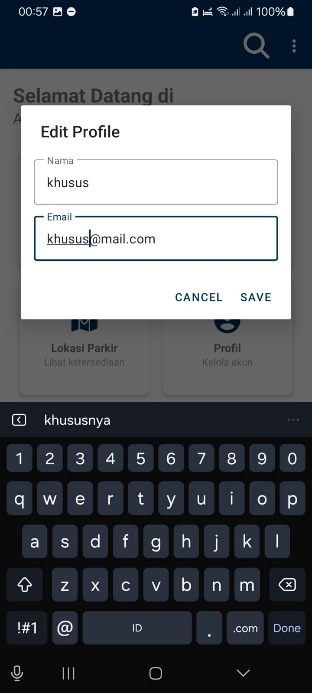 00:57
100%
Selamat Datang di
A
Edit Profile
Nama
khusus
Email
khusus@mail.com
CANCEL SAVE
Lokasi Parkir
Lihat ketersediaan
Profil
Kelola akun
khususnya
1 2 3 4 5 6 7 8 9 0
q w e r t y u i o p
a s d f g h j k l
z x c v b n m
!#1 @ ID . .com Done